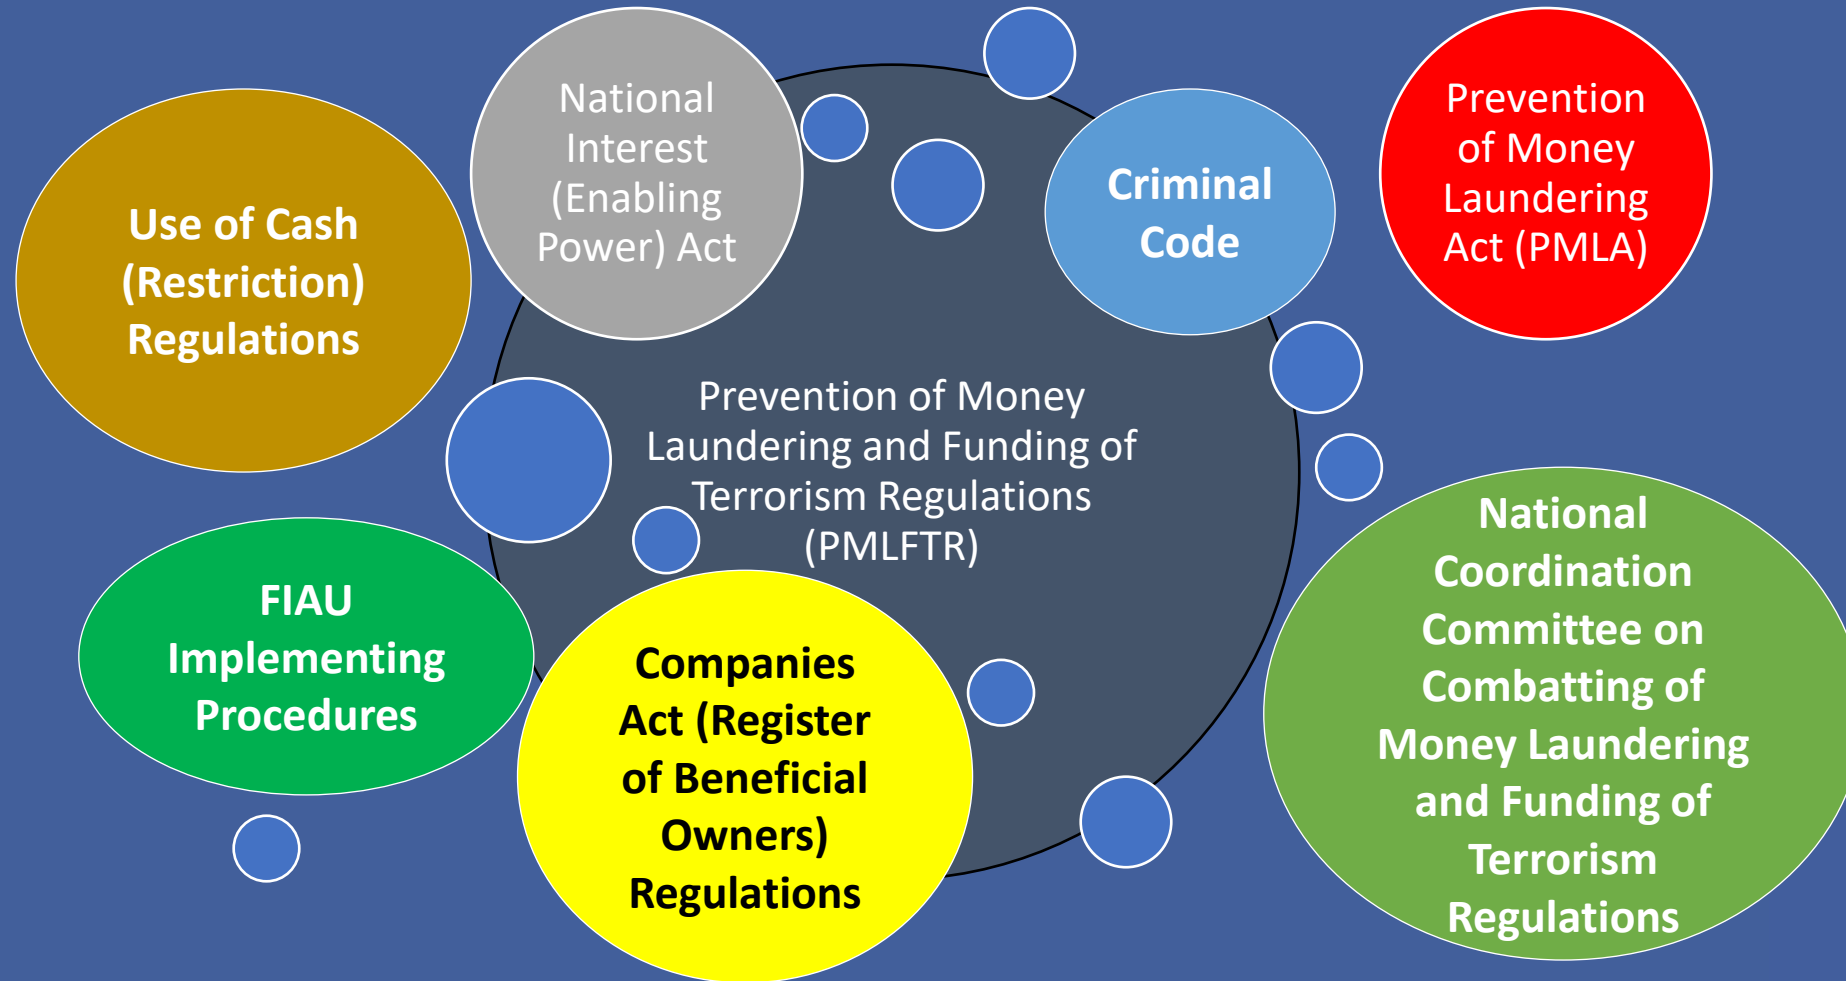 National
Interest
(Enabling
Power) Act
Prevention
of Money
Laundering
Act (PMLA)
Criminal
Code
Use of Cash
(Restriction)
Regulations
Prevention of Money
Laundering and Funding of
Terrorism Regulations
(PMLFTR)
FIAU
Implementing
Procedures
Companies
Act (Register
of Beneficial
Owners)
Regulations
National
Coordination
Committee on
Combatting of
Money Laundering
and Funding of
Terrorism
Regulations